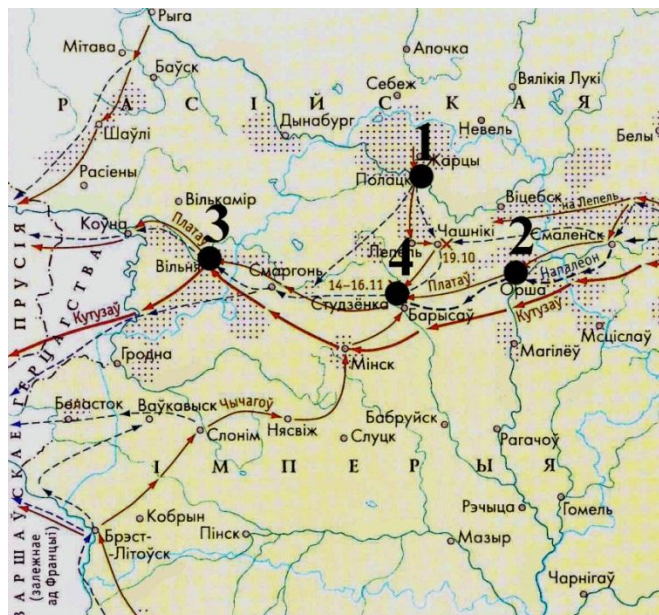 Рыга
Мітава
Баўск
Апочка
Вялікія Лукі
Себеж
Р А С І Й С К А Я
Шаўлі
Дынабург
Невель
Белы
1
Жарцы
Расіены
Полацк
Вількамір
Віцебск
на Лепель
Коўна
Платаў
3
Чашнікі
Смаленск
Лепель
2
19.10
ПРУСІЯ
Вільня
Смаргонь
4
Напалеон
14–16.11
Платаў
Орша
Студзёнка
Барысаў
Кутузаў
Кутузаў
Мсціслаў
Гродна
Мінск
Магілёў
ВАРШАЎСКАЕ ГЕРЦАГСТВА
(залежнае
ад Францыі)
Беласток
Ваўкавыск
Чычагоў
Слонім
Нясвіж
Бабруйск
Слуцк
Рагачоў
І М П Е Р Ы Я
Рэчыца
Гомель
Кобрын
Брэст-
Літоўск
Пінск
Мазыр
Чарнігаў